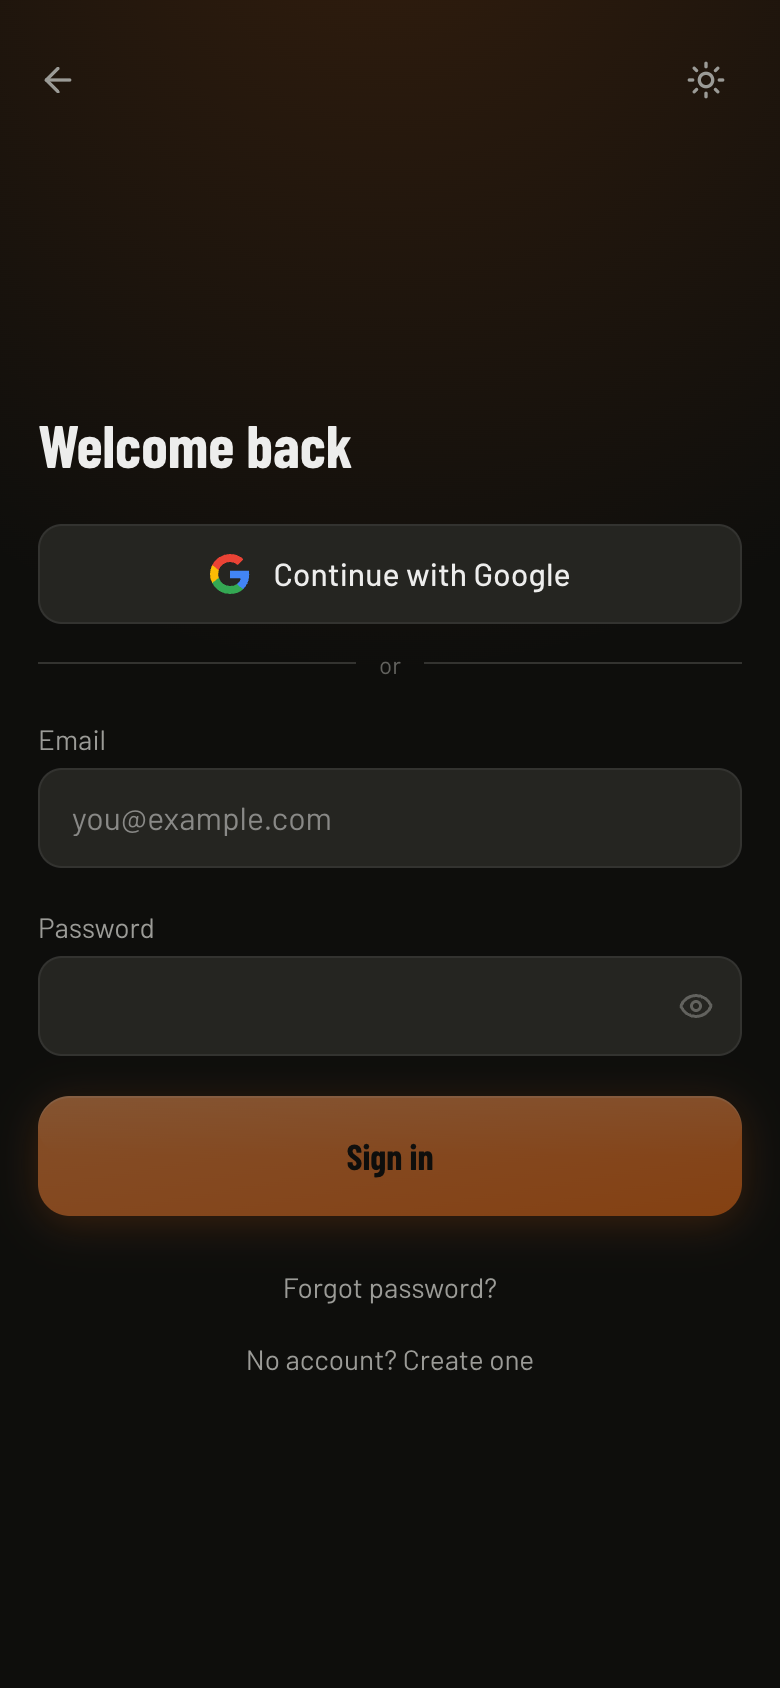 Welcome back
Continue with Google
or
Email
you@example.com
Password
Sign in
Forgot password?
No account? Create one